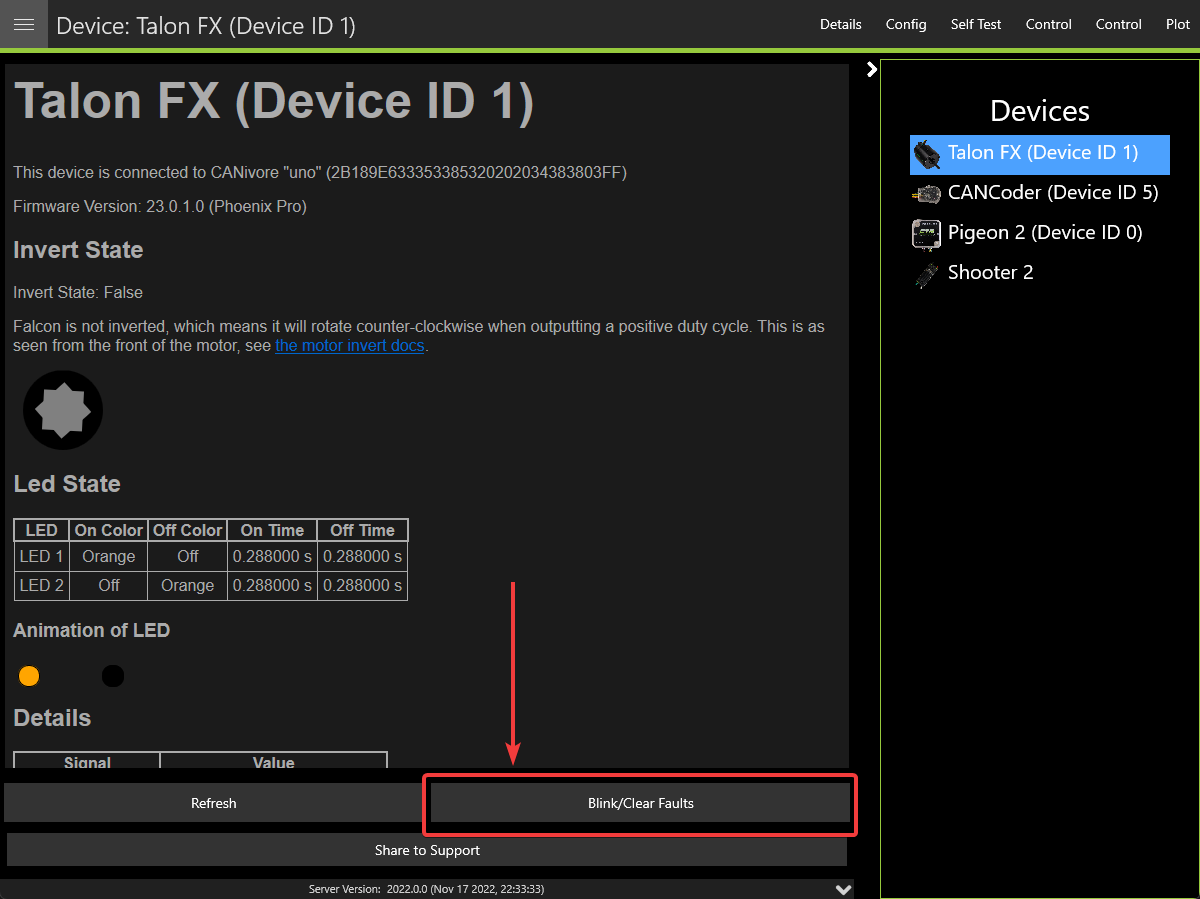 Device: Talon FX (Device ID 1)
Details Config Self Test Control Control Plot
Talon FX (Device ID 1)
This device is connected to CANivore "uno" (2B189E633353385320202034383803FF)
Firmware Version: 23.0.1.0 (Phoenix Pro)
Invert State
Invert State: False
Falcon is not inverted, which means it will rotate counter-clockwise when outputting a positive duty cycle. This is as
seen from the front of the motor, see the motor invert docs.
Led State
LED On Color Off Color On Time Off Time
LED 1 Orange Off 0.288000 s 0.288000 s
LED 2 Off Orange 0.288000 s 0.288000 s
Animation of LED
Details
Signal Value
Refresh
Blink/Clear Faults
Share to Support
Server Version: 2022.0.0 (Nov 17 2022, 22:33:33)
Devices
Talon FX (Device ID 1)
CANCoder (Device ID 5)
Pigeon 2 (Device ID 0)
Shooter 2